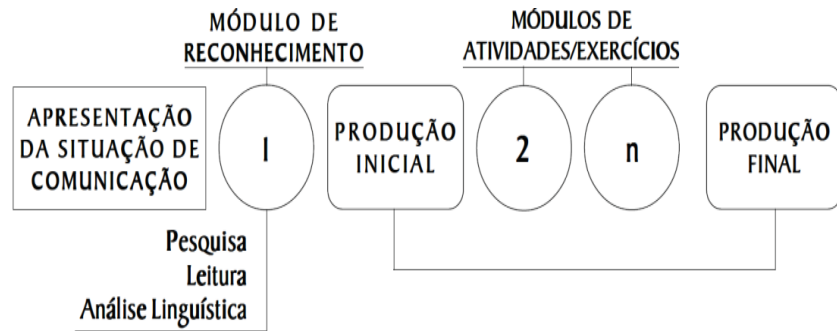 MÓDULO DE
RECONHECIMENTO
MÓDULOS DE
ATIVIDADES/EXERCÍCIOS
APRESENTAÇÃO
DA SITUAÇÃO DE
COMUNICAÇÃO
1
PRODUÇÃO
INICIAL
2
n
PRODUÇÃO
FINAL
Pesquisa
Leitura
Análise Linguística